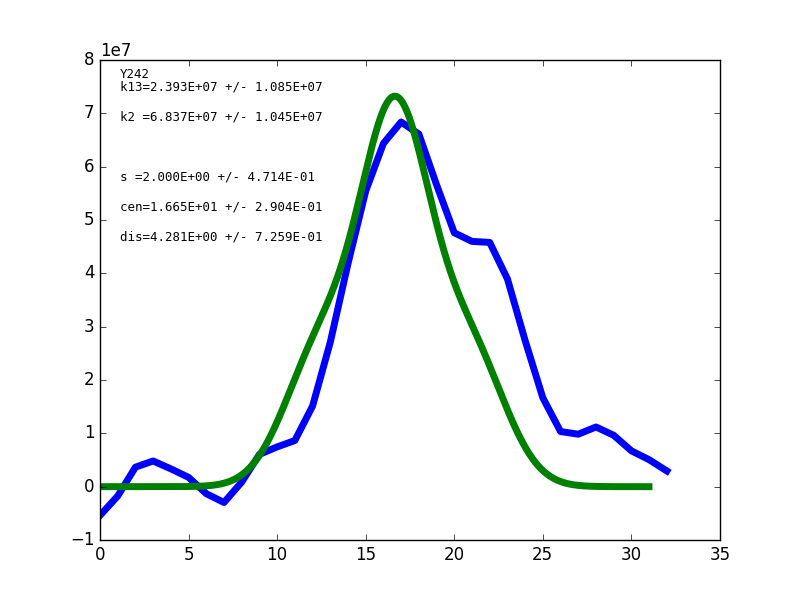 1e7
Y242
k13=2.393E+07 +/- 1.085E+07
k2 =6.837E+07 +/- 1.045E+07
s =2.000E+00 +/- 4.714E-01
cen=1.665E+01 +/- 2.904E-01
dis=4.281E+00 +/- 7.259E-01
8
7
6
5
4
3
2
1
0
−1
0 5 10 15 20 25 30 35